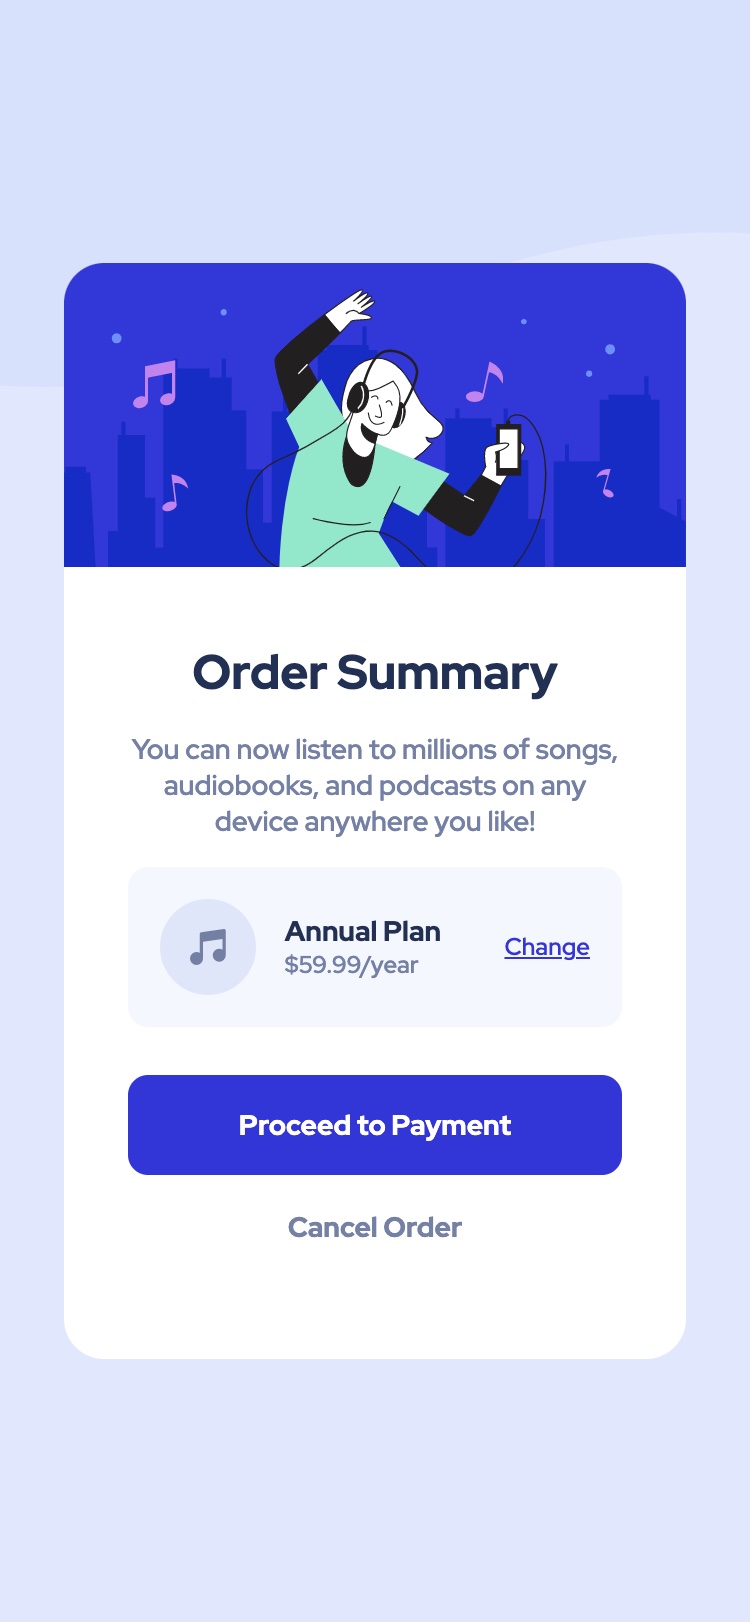 Order Summary
You can now listen to millions of songs,
audiobooks, and podcasts on any
device anywhere you like!
Annual Plan
$59.99/year
Change
Proceed to Payment
Cancel Order